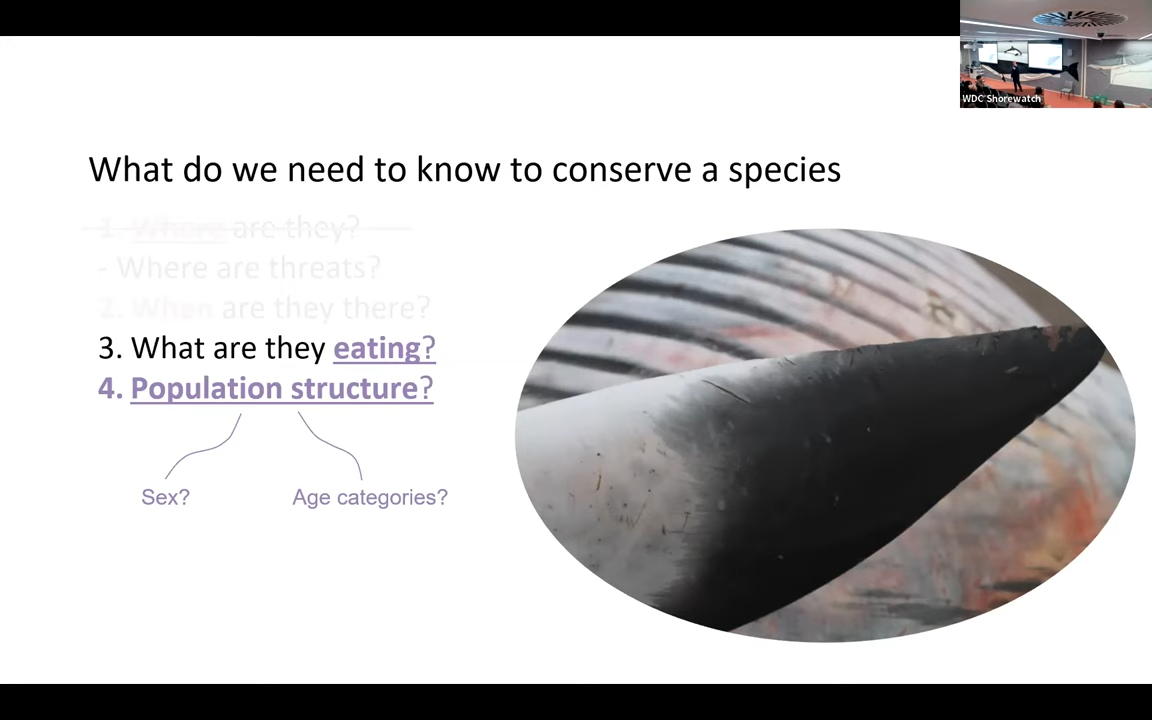 WDC Shorewatch
What do we need to know to conserve a species
1. Where are they?
- Where are threats?
2. When are they there?
3. What are they eating?
4. Population structure?
Sex?
Age categories?